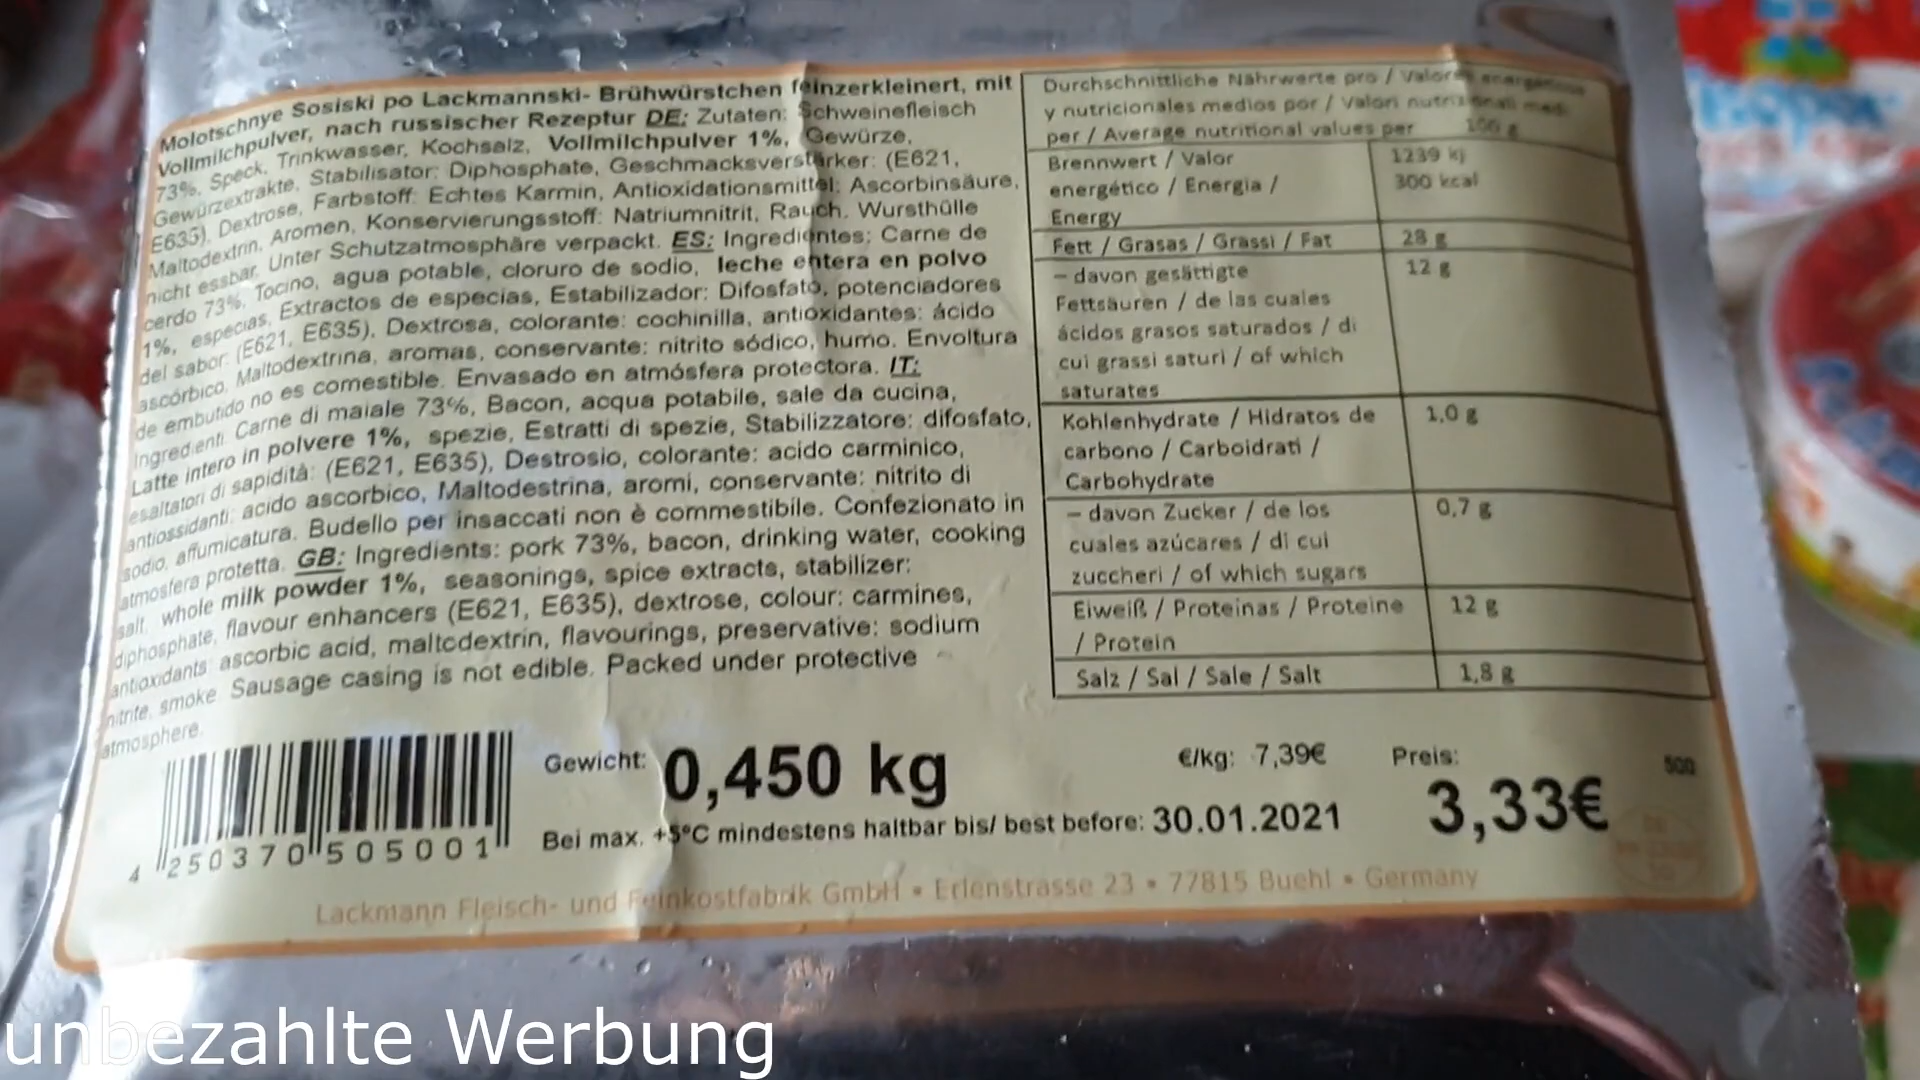 Molotschnye Sosiski po Lackmannski- Brühwürstchen feinzerkleinert, mit
Vollmilchpulver, nach russischer Rezeptur DE: Zutaten: Schweinefleisch
73%, Speck, Trinkwasser, Kochsalz, Vollmilchpulver 1%, Gewürze,
Gewürzextrakte, Stabilisator: Diphosphate, Geschmacksverstärker: (E621,
E635), Dextrose, Farbstoff: Echtes Karmin, Antioxidationsmittel: Ascorbinsäure,
Maltodextrin, Aromen, Konservierungsstoff: Natriumnitrit, Rauch. Wursthülle
nicht essbar. Unter Schutzatmosphäre verpackt. ES: Ingredientes: Carne de
cerdo 73%, Tocino, agua potable, cloruro de sodio, leche entera en polvo
1%, especias, Extractos de especias, Estabilizador: Difosfato, potenciadores
del sabor: (E621, E635), Dextrosa, colorante: cochinilla, antioxidantes: ácido
ascórbico, Maltodextrina, aromas, conservante: nitrito sódico, humo. Envoltura
de embutido no es comestible. Envasado en atmósfera protectora. IT:
Ingredienti: Carne di maiale 73%, Bacon, acqua potabile, sale da cucina,
Latte intero in polvere 1%, spezie, Estratti di spezie, Stabilizzatore: difosfato,
esaltatori di sapidità: (E621, E635), Destrosio, colorante: acido carminico,
antiossidanti: acido ascorbico, Maltodestrina, aromi, conservante: nitrito di
sodio, affumicatura. Budello per insaccati non è commestibile. Confezionato in
atmosfera protetta. GB: Ingredients: pork 73%, bacon, drinking water, cooking
salt, whole milk powder 1%, seasonings, spice extracts, stabilizer:
diphosphate, flavour enhancers (E621, E635), dextrose, colour: carmines,
antioxidants: ascorbic acid, maltodextrin, flavourings, preservative: sodium
nitrite, smoke Sausage casing is not edible. Packed under protective
atmosphere.
Durchschnittliche Nährwerte pro / Valores
y nutricionales medios por / Valori nutrizionali medi
per / Average nutritional values per 100 g
Brennwert / Valor 1239 kj
energético / Energia / 300 kcal
Energy
Fett / Grasas / Grassi / Fat 28 g
– davon gesättigte 12 g
Fettsäuren / de las cuales
ácidos grasos saturados / di
cui grassi saturi / of which
saturates
Kohlenhydrate / Hidratos de 1,0 g
carbono / Carboidrati /
Carbohydrate
– davon Zucker / de los 0,7 g
cuales azúcares / di cui
zuccheri / of which sugars
Eiweiß / Proteinas / Proteine 12 g
/ Protein
Salz / Sal / Sale / Salt 1,8 g
4 250370 505001
Gewicht: 0,450 kg
€/kg: 7,39€
Preis: 500
3,33€
Bei max. +5°C mindestens haltbar bis/ best before: 30.01.2021
Lackmann Fleisch- und Feinkostfabrik GmbH • Erlenstrasse 23 • 77815 Buehl • Germany
unbezahlte Werbung